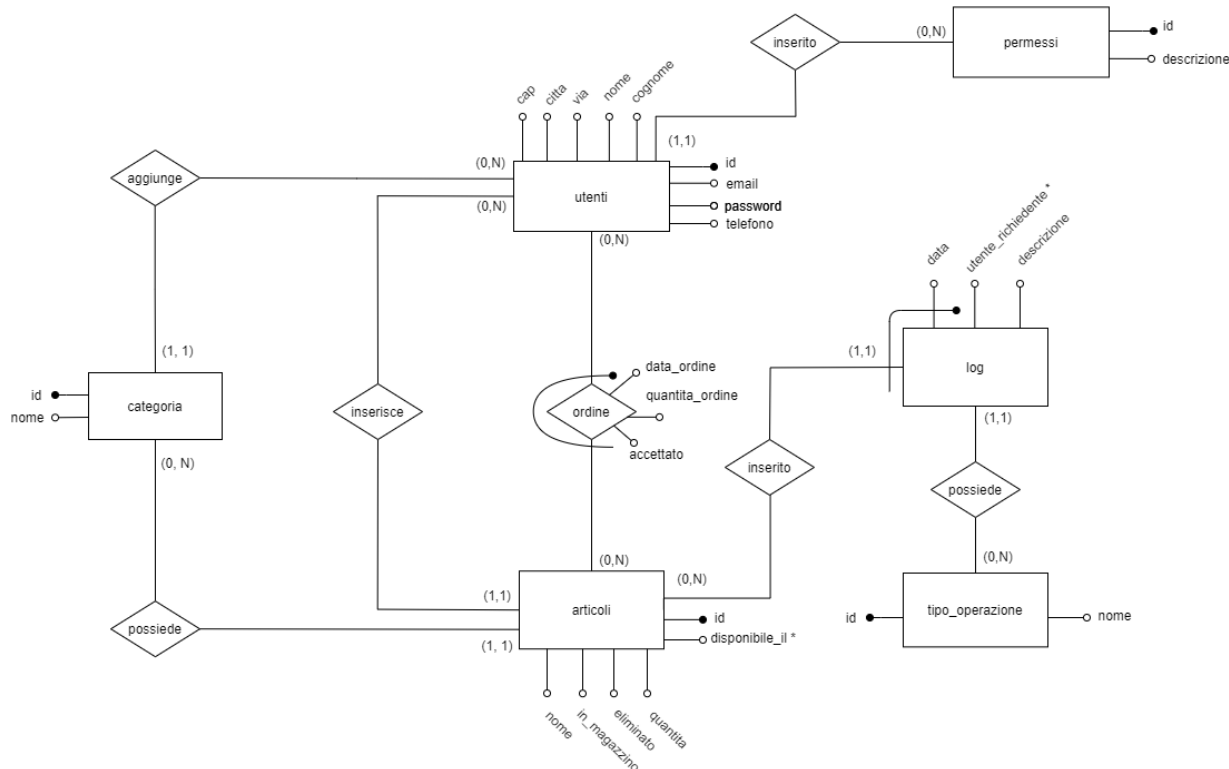 inserito
(0,N)
permessi
id
descrizione
cap
citta
via
nome
cognome
(1,1)
aggiunge
(0,N)
(0,N)
utenti
id
email
password
telefono
(0,N)
data
utente_richiedente *
descrizione
(1, 1)
id
nome
categoria
(0, N)
inserisce
data_ordine
quantita_ordine
ordine
accettato
(1,1)
log
(1,1)
inserito
possiede
(0,N)
(0,N)
(0,N)
(1,1)
articoli
id
disponibile_il *
id
tipo_operazione
nome
possiede
(1, 1)
nome
in_magazzino
eliminato
quantita